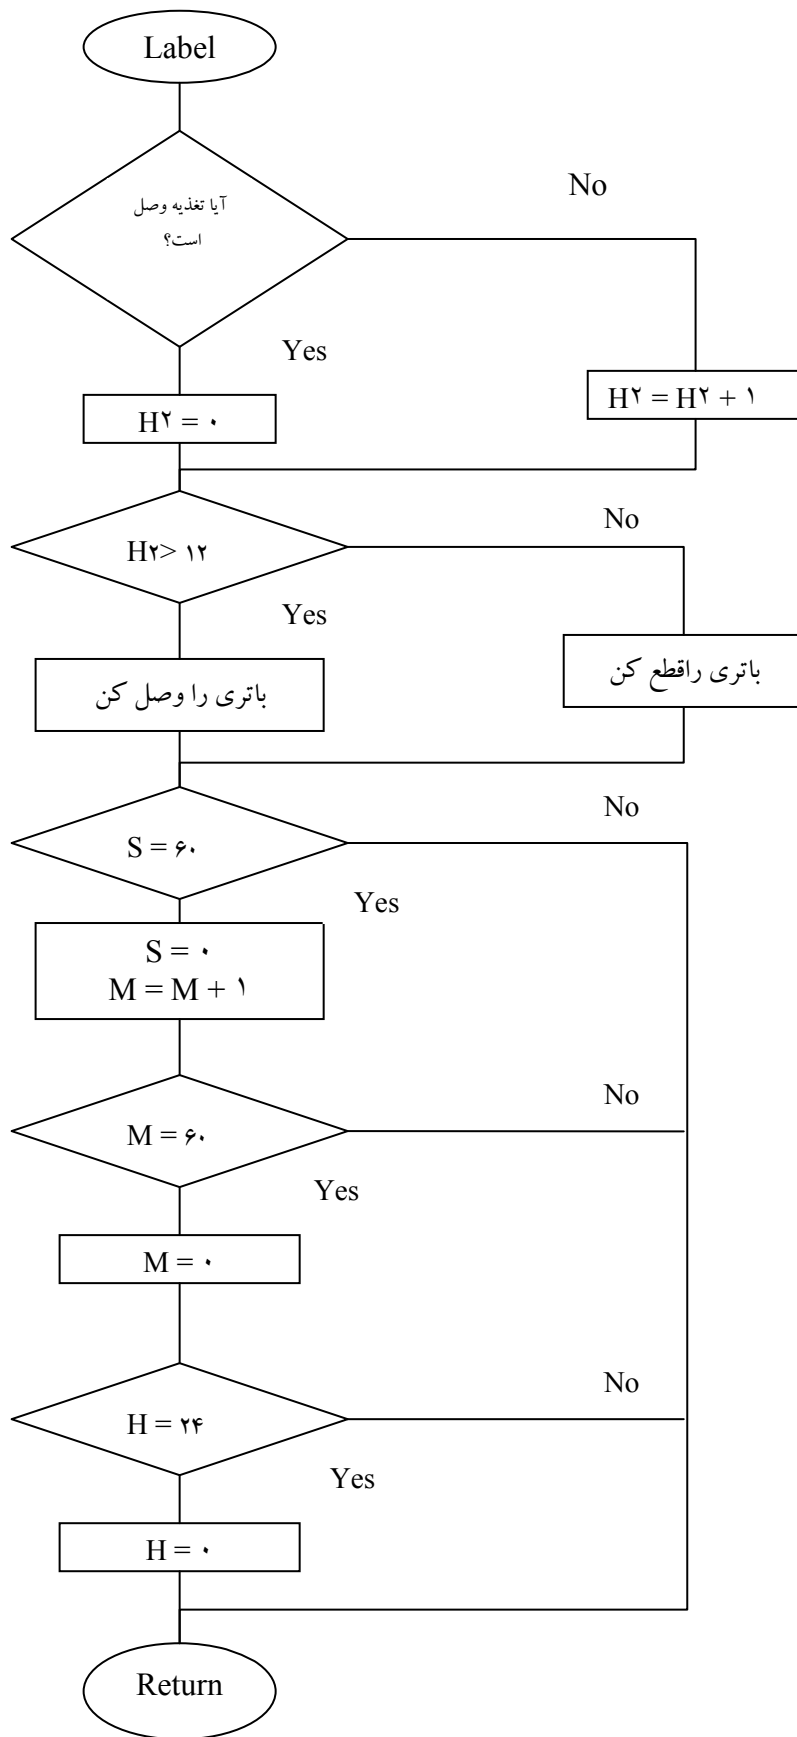 Label
آیا تغذیه وصل
است؟
No
Yes
H۲ = ۰
H۲ = H۲ + ۱
H۲> ۱۲
No
Yes
باتری را وصل کن
باتری راقطع کن
S = ۶۰
No
Yes
S = ۰
M = M + ۱
M = ۶۰
No
Yes
M = ۰
H = ۲۴
No
Yes
H = ۰
Return